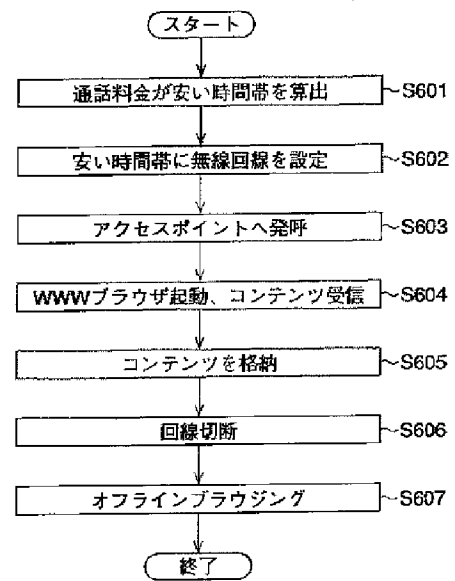 スタート
通話料金が安い時間帯を算出 ~S601
安い時間帯に無線回線を設定 ~S602
アクセスポイントへ発呼 ~S603
WWWブラウザ起動、コンテンツ受信 ~S604
コンテンツを格納 ~S605
回線切断 ~S606
オフラインブラウジング ~S607
終了